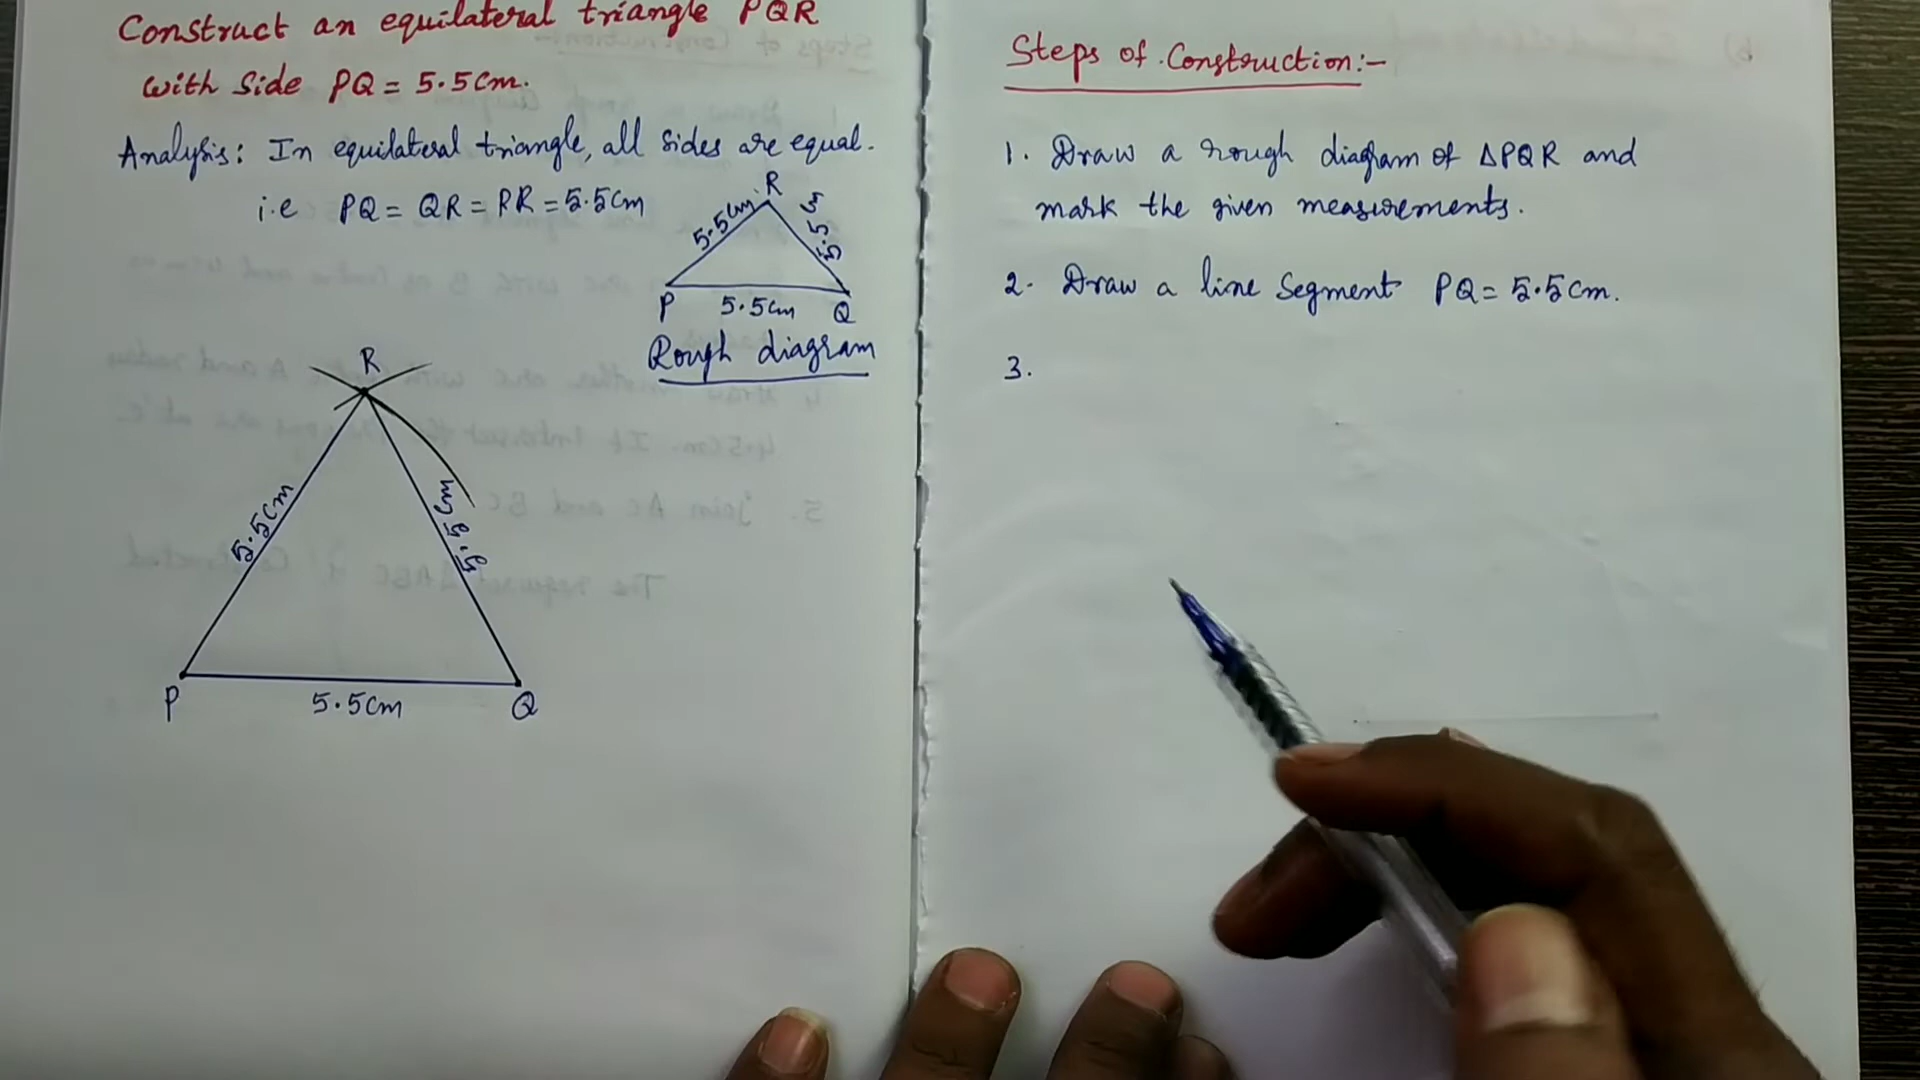 Construct an equilateral triangle PQR
with side PQ = 5.5cm.
Analysis: In equilateral triangle, all sides are equal.
i.e PQ = QR = PR = 5.5cm
R
5.5cm
5.5cm
P
5.5cm
Q
Rough diagram
R
5.5cm
5.5cm
P
5.5cm
Q
Steps of Construction:-
1. Draw a rough diagram of ΔPQR and
mark the given measurements.
2. Draw a line segment PQ = 5.5cm.
3.